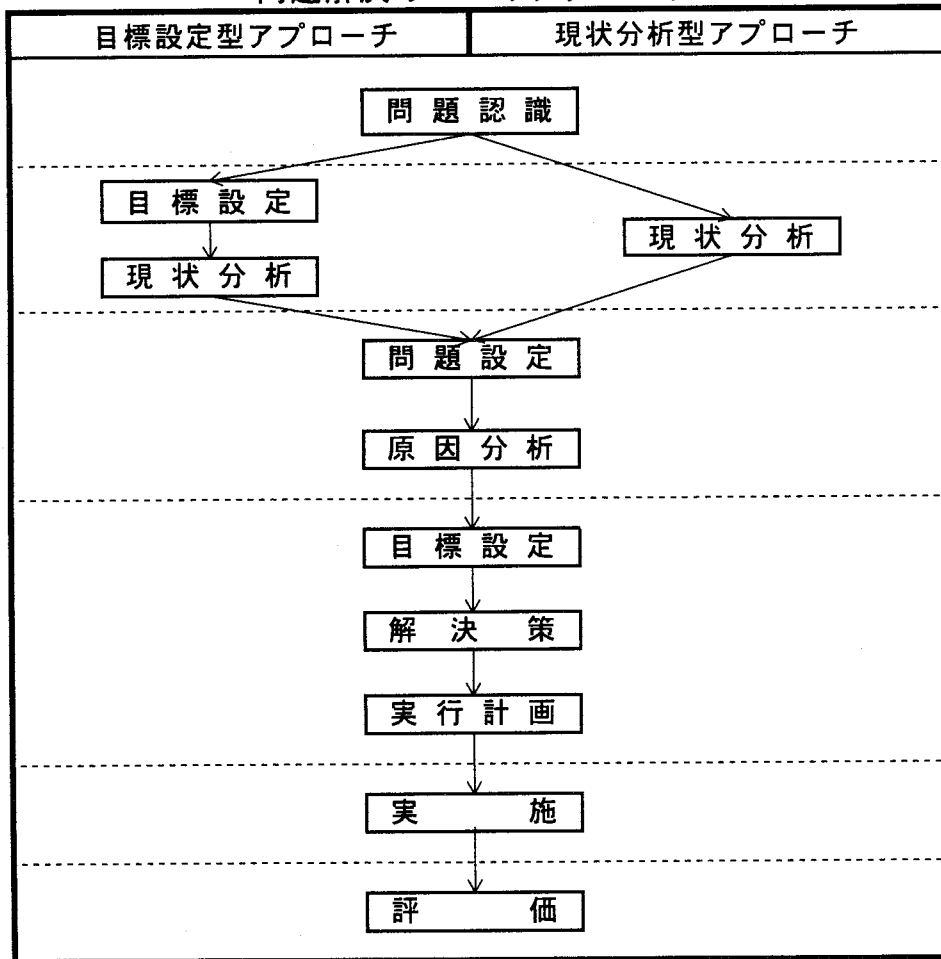 目標設定型アプローチ
現状分析型アプローチ
問題認識
目標設定
現状分析
現状分析
問題設定
原因分析
目標設定
解決策
実行計画
実施
評価